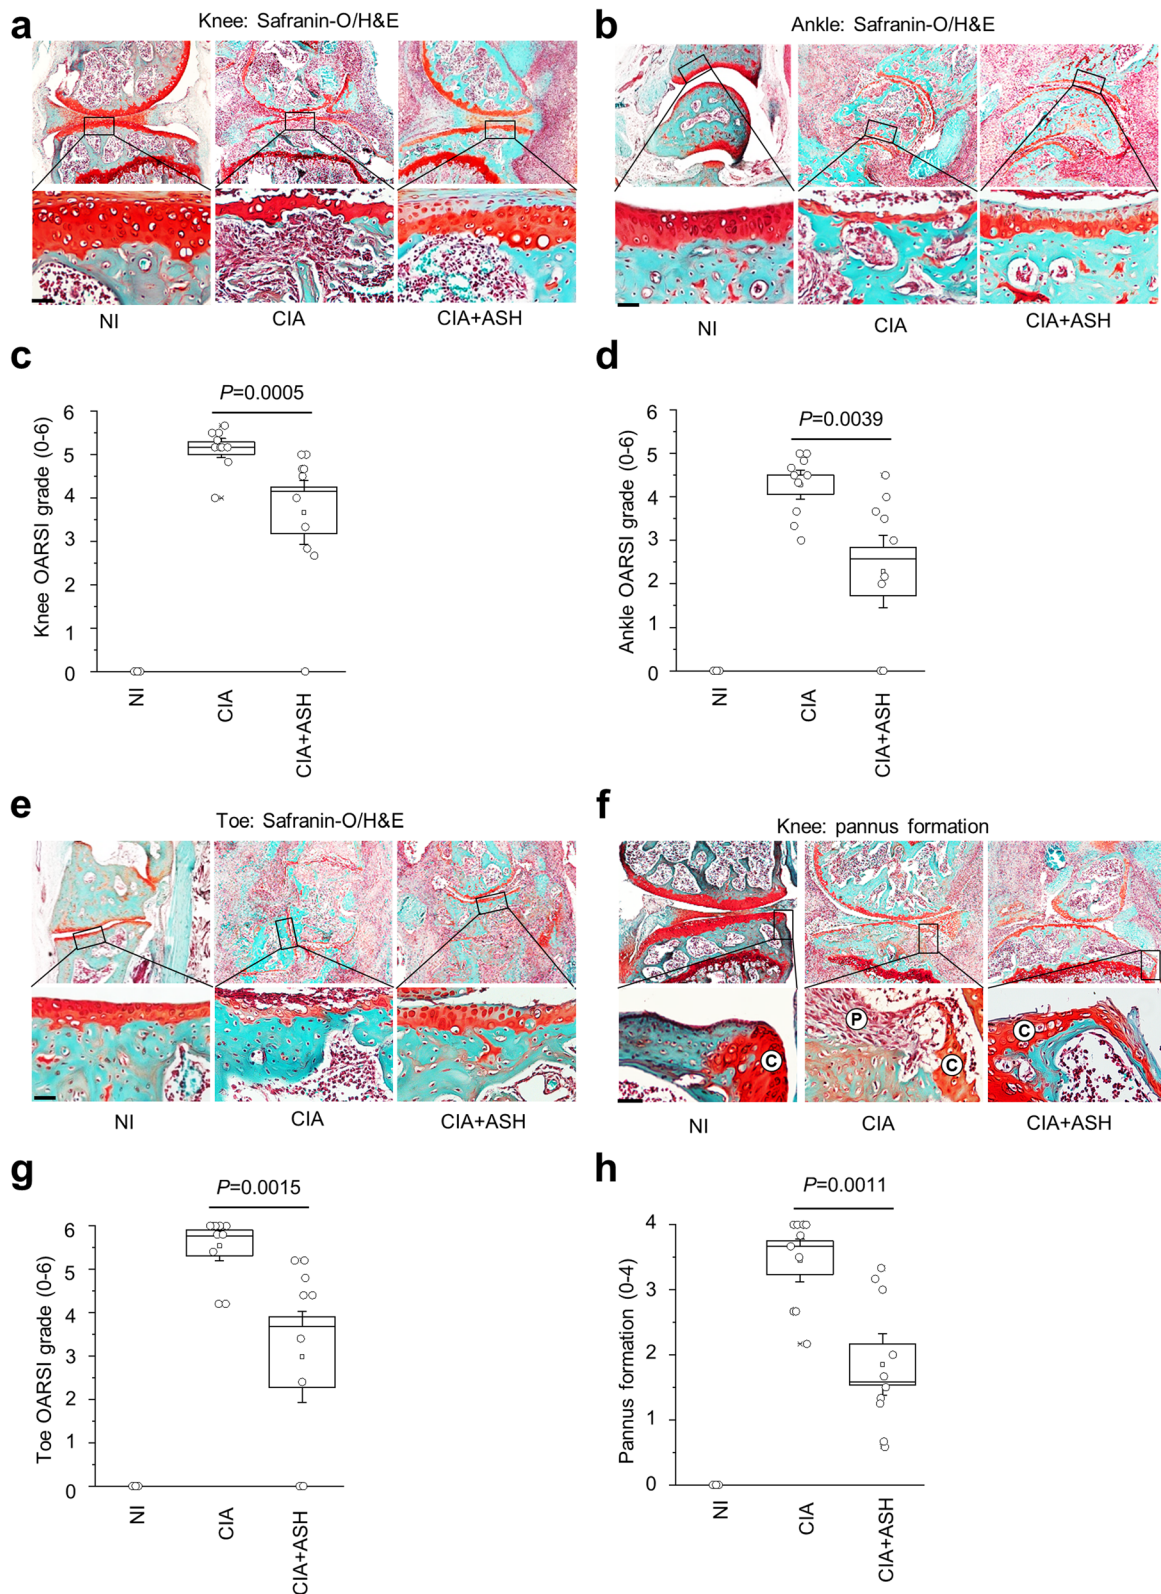 a
Knee: Safranin-O/H&E
NI
CIA
CIA+ASH
b
Ankle: Safranin-O/H&E
NI
CIA
CIA+ASH
c
P=0.0005
Knee OARSI grade (0-6)
6
5
4
3
2
1
0
NI
CIA
CIA+ASH
d
P=0.0039
Ankle OARSI grade (0-6)
6
5
4
3
2
1
0
NI
CIA
CIA+ASH
e
Toe: Safranin-O/H&E
NI
CIA
CIA+ASH
f
Knee: pannus formation
C
P
C
C
NI
CIA
CIA+ASH
g
P=0.0015
Toe OARSI grade (0-6)
6
5
4
3
2
1
0
NI
CIA
CIA+ASH
h
P=0.0011
Pannus formation (0-4)
4
3
2
1
0
NI
CIA
CIA+ASH